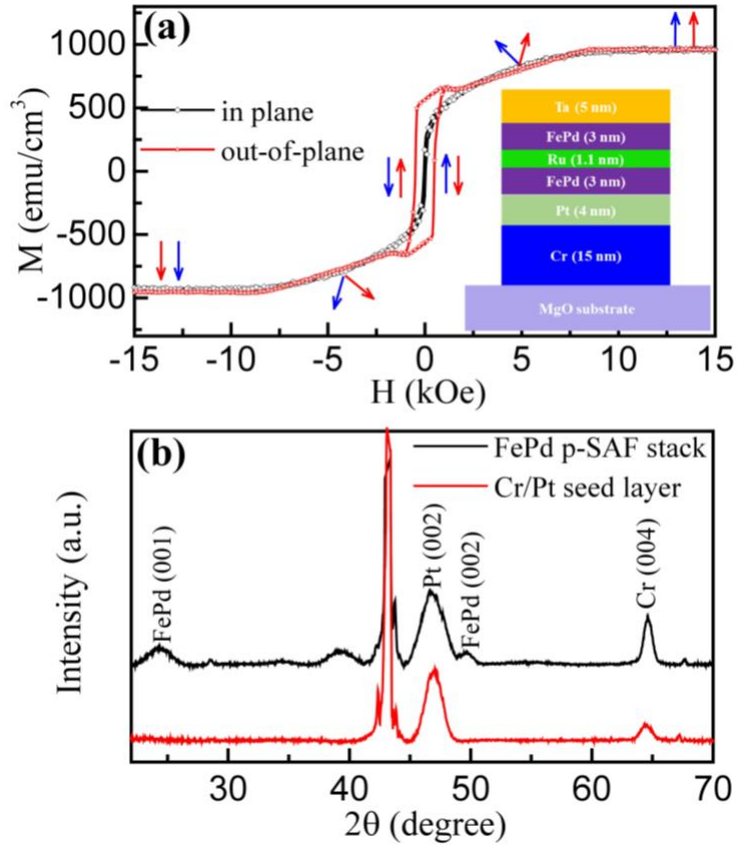 (a)
1000
500
0
-500
-1000
M (emu/cm³)
in plane
out-of-plane
Ta (5 nm)
FePd (3 nm)
Ru (1.1 nm)
FePd (3 nm)
Pt (4 nm)
Cr (15 nm)
MgO substrate
-15 -10 -5 0 5 10 15
H (kOe)
(b)
FePd p-SAF stack
Cr/Pt seed layer
FePd (001)
Pt (002)
FePd (002)
Cr (004)
Intensity (a.u.)
30 40 50 60 70
2θ (degree)